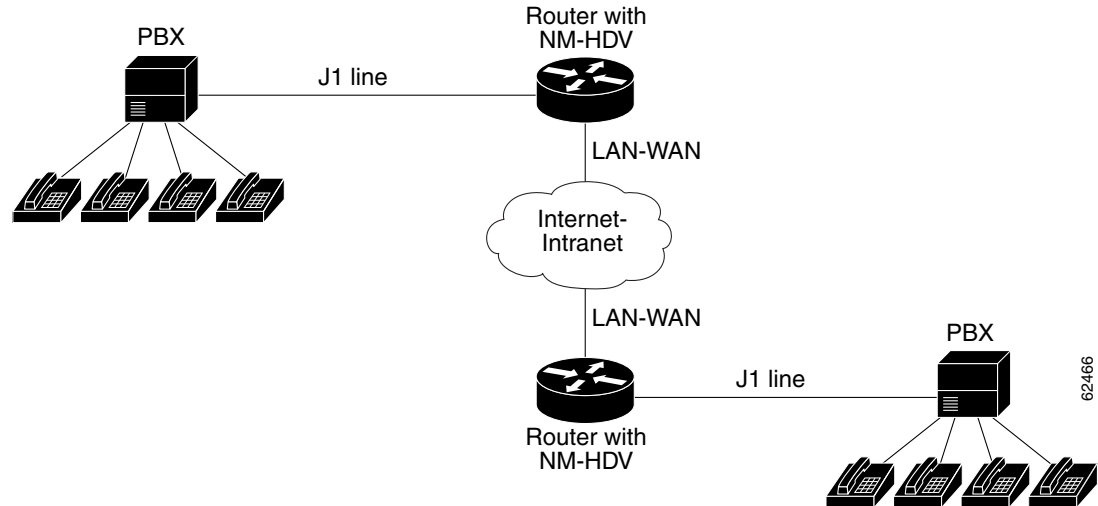 Router with
NM-HDV
PBX
J1 line
LAN-WAN
Internet-
Intranet
LAN-WAN
PBX
J1 line
Router with
NM-HDV
62466